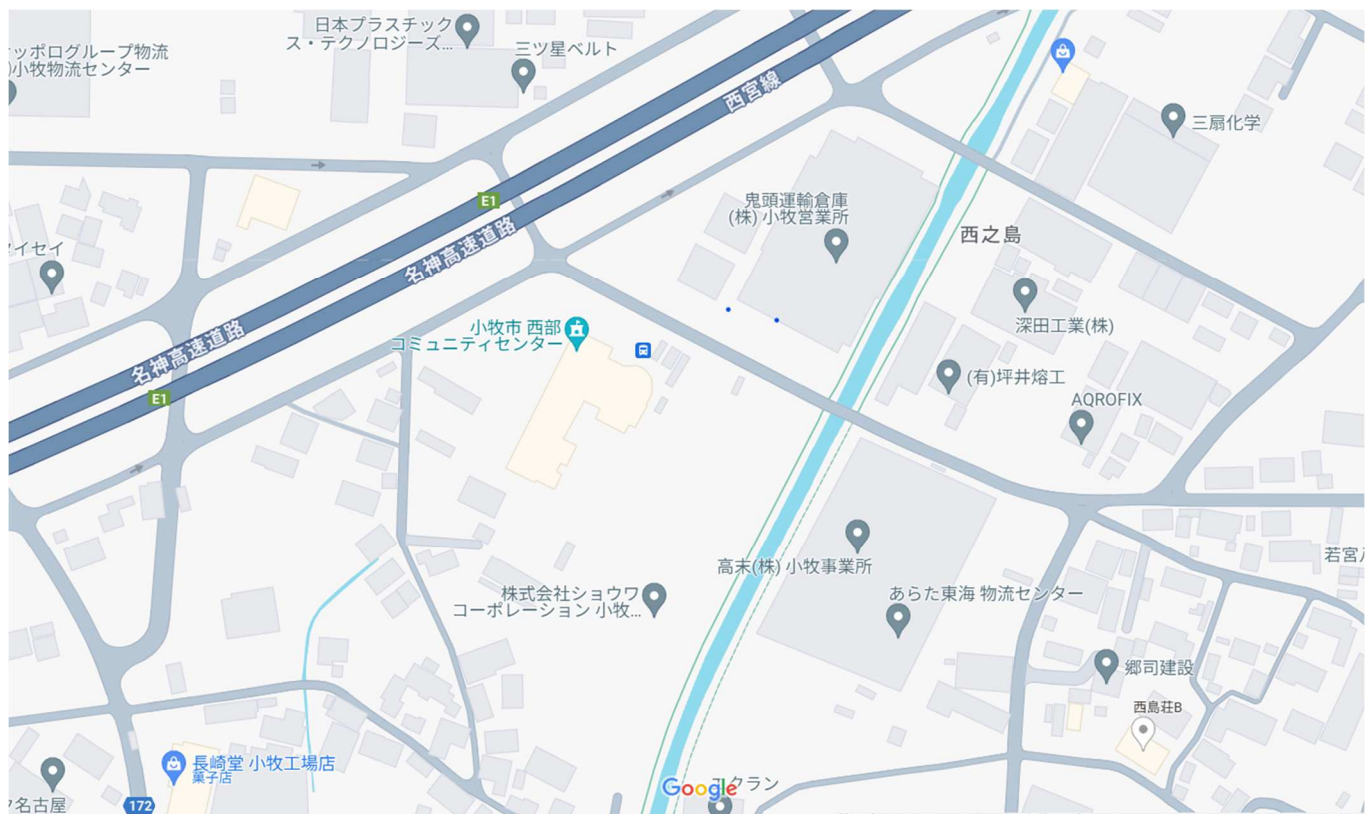 日本プラスチック
ス・テクノロジーズ...
三ツ星ベルト
ッポログループ物流
)小牧物流センター
西宮線
三扇化学
E1
鬼頭運輸倉庫
(株) 小牧営業所
西之島
イセイ
名神高速道路
深田工業(株)
小牧市 西部
コミュニティセンター
名神高速道路
(有)坪井熔工
E1
AQROFIX
高末(株) 小牧事業所
若宮八
株式会社ショウワ
コーポレーション 小牧...
あらた東海 物流センター
郷司建設
西島荘B
長崎堂 小牧工場店
菓子店
Google
クラン
名古屋
172